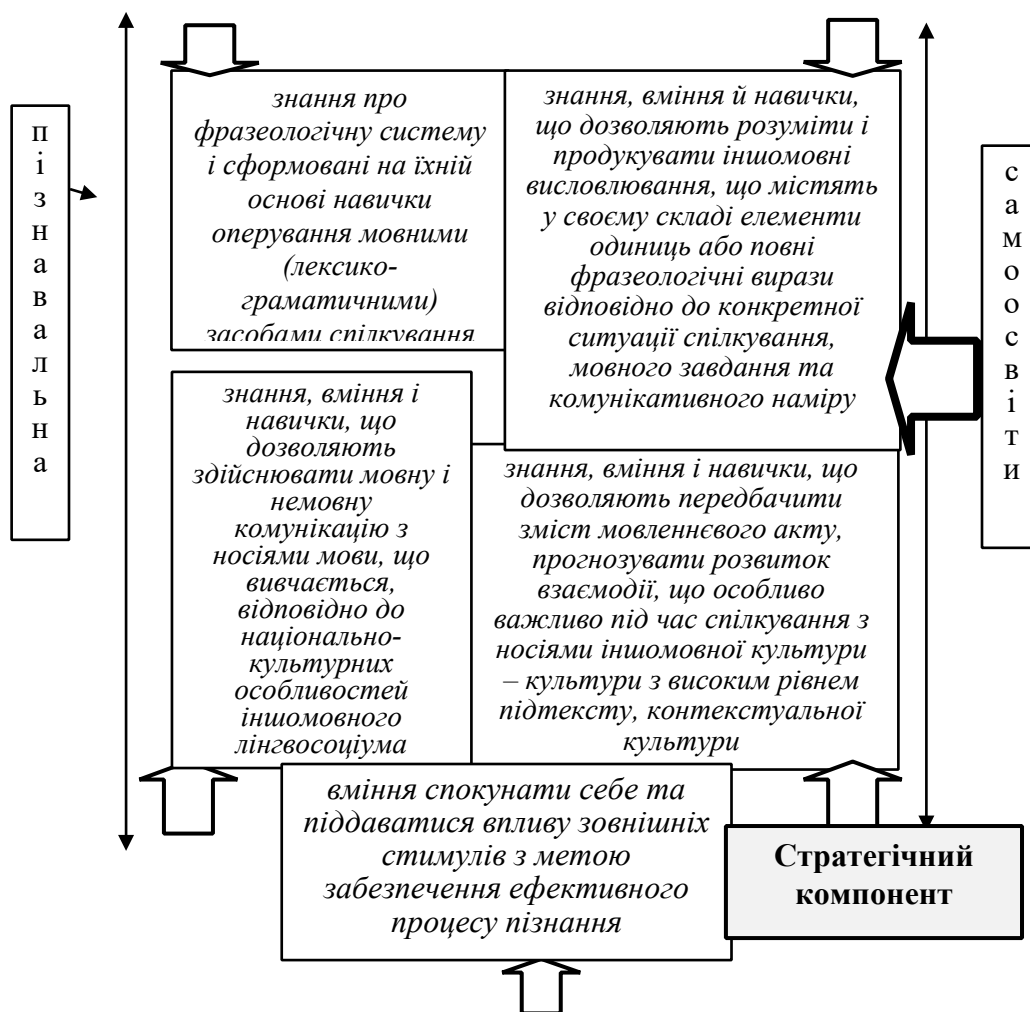 пізнавальна
знання про
фразеологічну систему
і сформовані на їхній
основі навички
оперування мовними
(лексико-
граматичними)
засобами спілкування
знання, вміння й навички,
що дозволяють розуміти і
продукувати іншомовні
висловлювання, що містять
у своєму складі елементи
одиниць або повні
фразеологічні вирази
відповідно до конкретної
ситуації спілкування,
мовного завдання та
комунікативного наміру
самоосвіти
знання, вміння і
навички, що
дозволяють
здійснювати мовну і
немовну
комунікацію з
носіями мови, що
вивчається,
відповідно до
національно-
культурних
особливостей
іншомовного
лінгвосоціума
знання, вміння і навички, що
дозволяють передбачити
зміст мовленнєвого акту,
прогнозувати розвиток
взаємодії, що особливо
важливо під час спілкування з
носіями іншомовної культури
– культури з високим рівнем
підтексту, контекстуальної
культури
вміння спокунати себе та
піддаватися впливу зовнішніх
стимулів з метою
забезпечення ефективного
процесу пізнання
Стратегічний
компонент